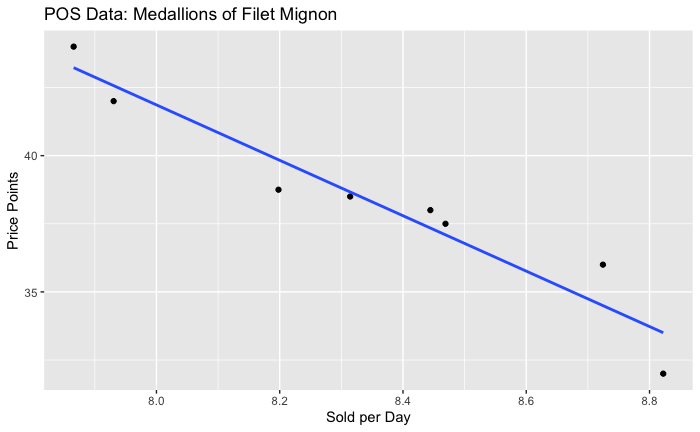 POS Data: Medallions of Filet Mignon
Price Points
40
35
8.0 8.2 8.4 8.6 8.8
Sold per Day